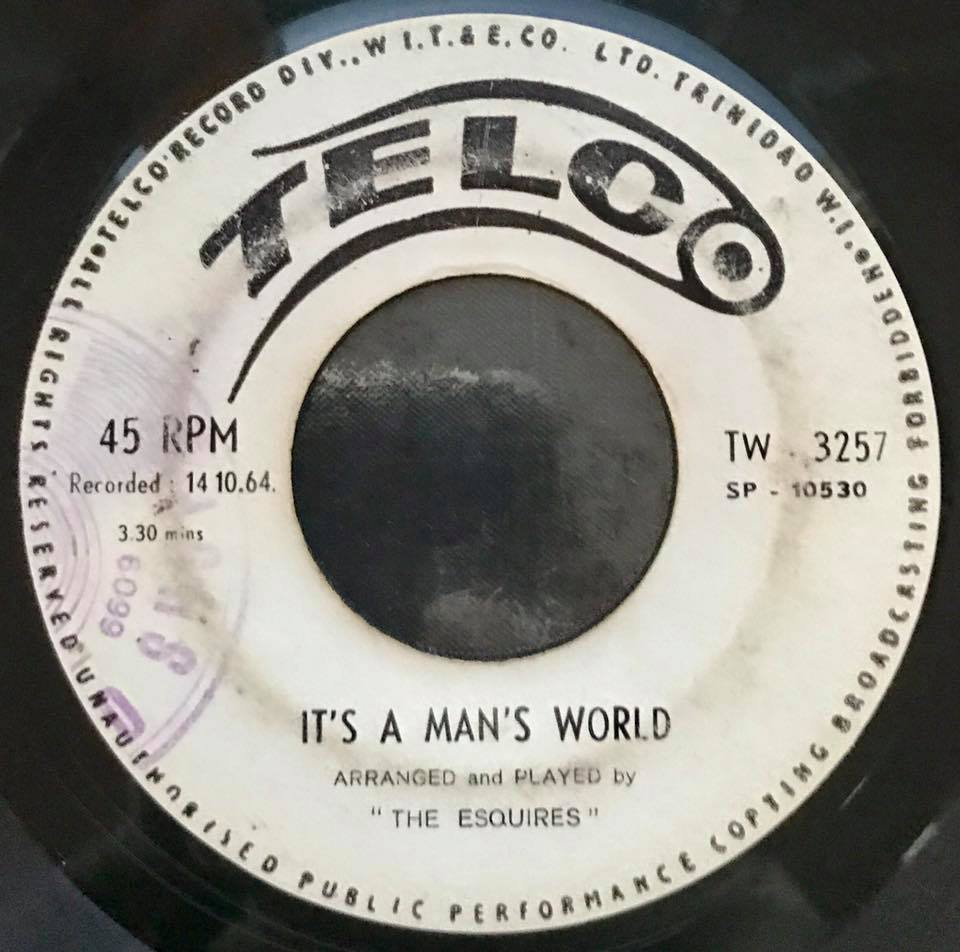 TELCO RECORD DIV., W I.T. & E. CO. LTD. TRINIDAD W.I.
FORBIDDEN BROADCASTING COPYING PERFORMANCE PUBLIC UNAUTHORISED RESERVED RIGHTS ALL
TELCO
45 RPM
Recorded : 14 10.64.
3.30 mins
TW . 3257
SP - 10530
6099
IT'S A MAN'S WORLD
ARRANGED and PLAYED by
"THE ESQUIRES"